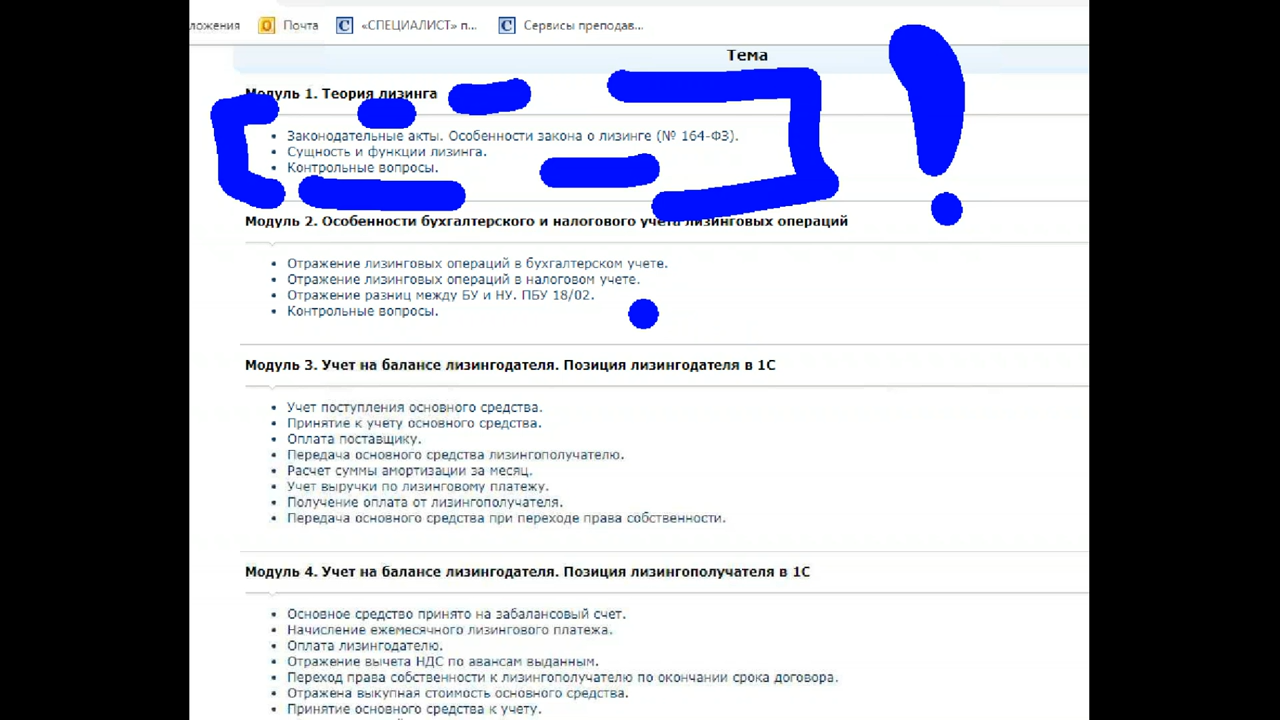 ложения Почта «СПЕЦИАЛИСТ» п... Сервисы преподав...
Тема
Модуль 1. Теория лизинга
Законодательные акты. Особенности закона о лизинге (№ 164-ФЗ).
Сущность и функции лизинга.
Контрольные вопросы.
Модуль 2. Особенности бухгалтерского и налогового учета лизинговых операций
Отражение лизинговых операций в бухгалтерском учете.
Отражение лизинговых операций в налоговом учете.
Отражение разниц между БУ и НУ. ПБУ 18/02.
Контрольные вопросы.
Модуль 3. Учет на балансе лизингодателя. Позиция лизингодателя в 1С
Учет поступления основного средства.
Принятие к учету основного средства.
Оплата поставщику.
Передача основного средства лизингополучателю.
Расчет суммы амортизации за месяц.
Учет выручки по лизинговому платежу.
Получение оплата от лизингополучателя.
Передача основного средства при переходе права собственности.
Модуль 4. Учет на балансе лизингодателя. Позиция лизингополучателя в 1С
Основное средство принято на забалансовый счет.
Начисление ежемесячного лизингового платежа.
Оплата лизингодателю.
Отражение вычета НДС по авансам выданным.
Переход права собственности к лизингополучателю по окончании срока договора.
Отражена выкупная стоимость основного средства.
Принятие основного средства к учету.